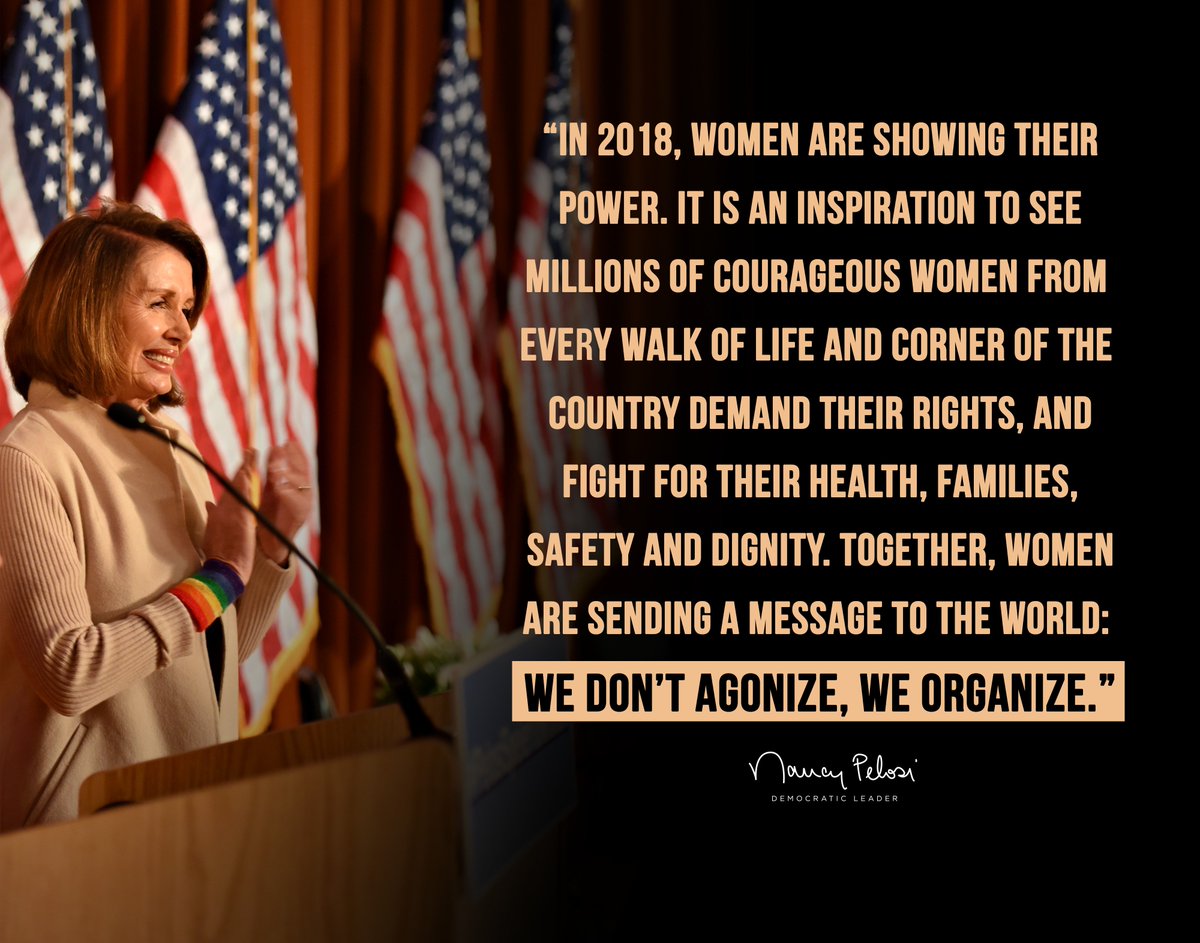 “IN 2018, WOMEN ARE SHOWING THEIR
POWER. IT IS AN INSPIRATION TO SEE
MILLIONS OF COURAGEOUS WOMEN FROM
EVERY WALK OF LIFE AND CORNER OF THE
COUNTRY DEMAND THEIR RIGHTS, AND
FIGHT FOR THEIR HEALTH, FAMILIES,
SAFETY AND DIGNITY. TOGETHER, WOMEN
ARE SENDING A MESSAGE TO THE WORLD:
WE DON’T AGONIZE, WE ORGANIZE.”
Nancy Pelosi
DEMOCRATIC LEADER